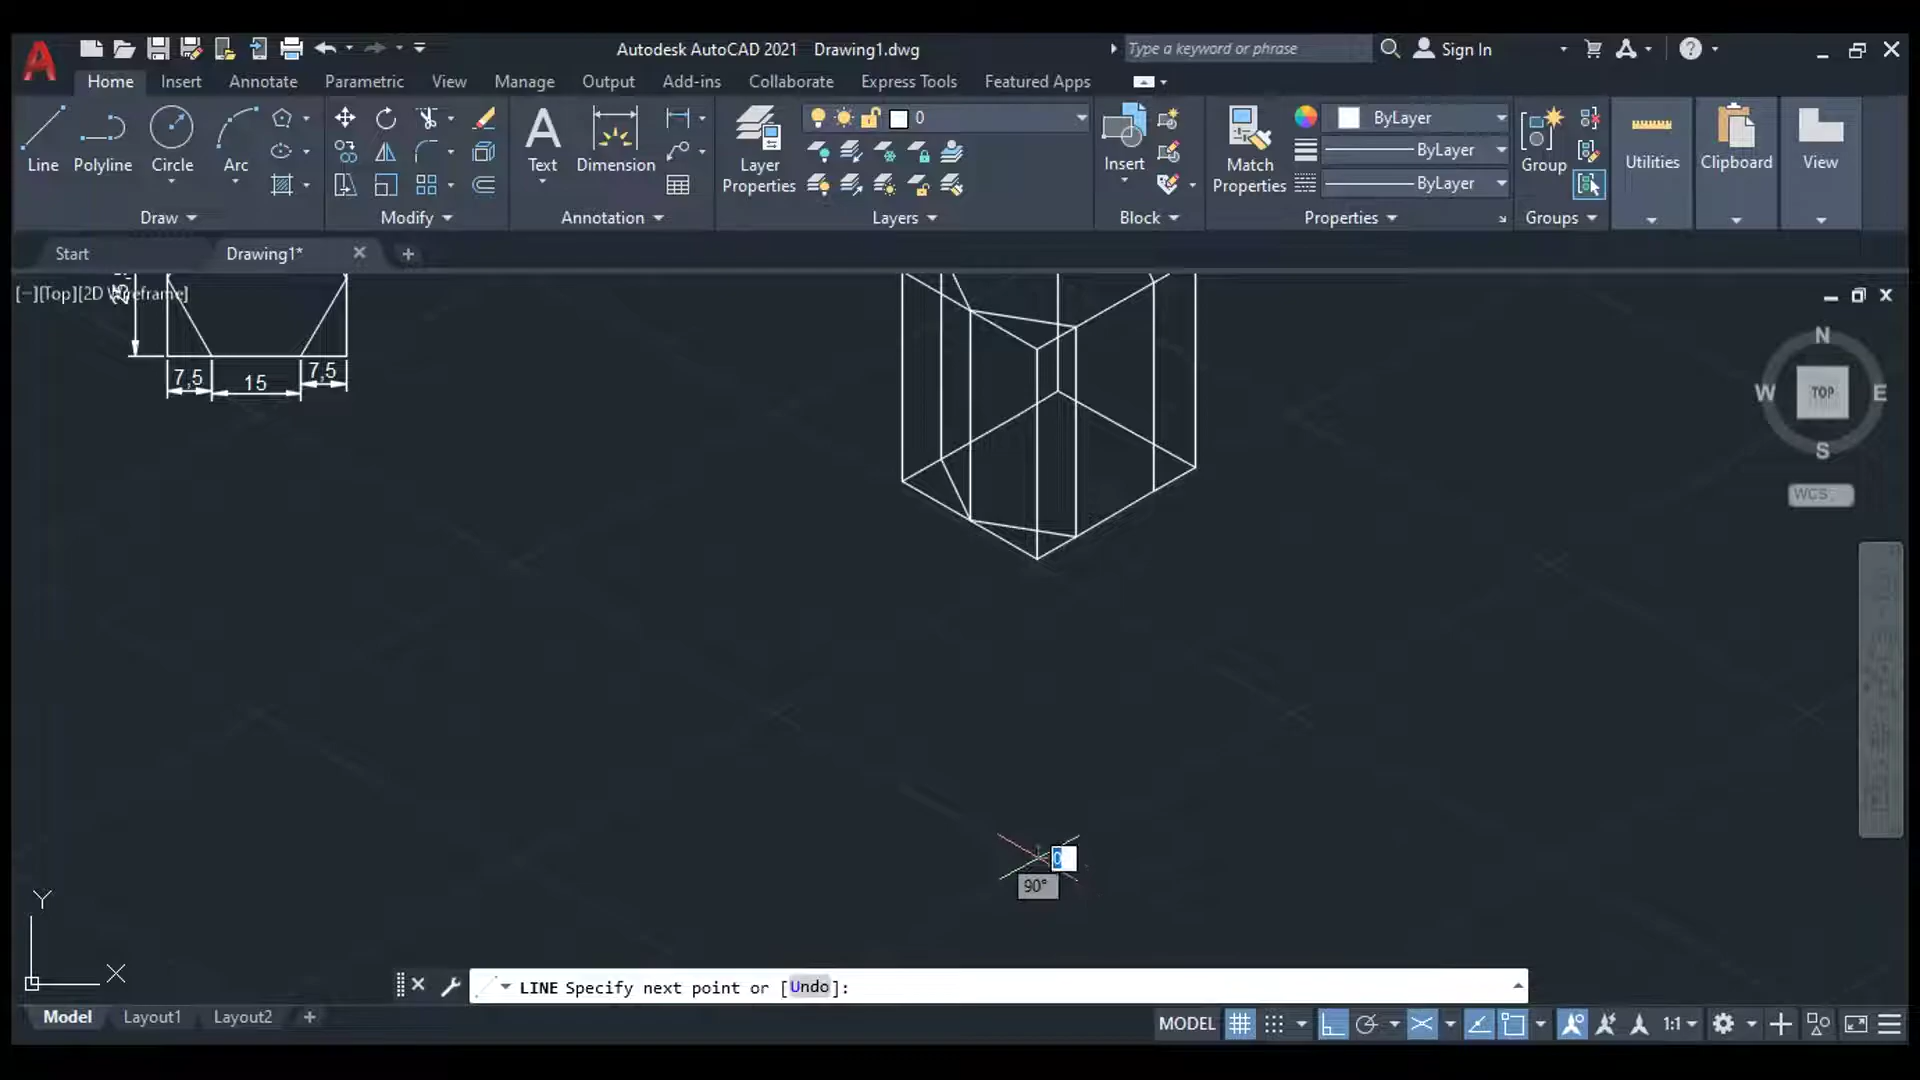 Autodesk AutoCAD 2021 Drawing1.dwg
Type a keyword or phrase
Sign In
Home Insert Annotate Parametric View Manage Output Add-ins Collaborate Express Tools Featured Apps
0
ByLayer
ByLayer
ByLayer
Line Polyline Circle Arc
Text Dimension
Layer
Properties
Insert
Match
Properties
Group
Utilities
Clipboard
View
Draw Modify Annotation Layers Block Properties Groups
Start Drawing1*
[−][Top][2D Wireframe]
7,5 15 7,5
N
W TOP E
S
WCS
0
90°
Y
X
LINE Specify next point or [Undo]:
Model Layout1 Layout2
MODEL 1:1